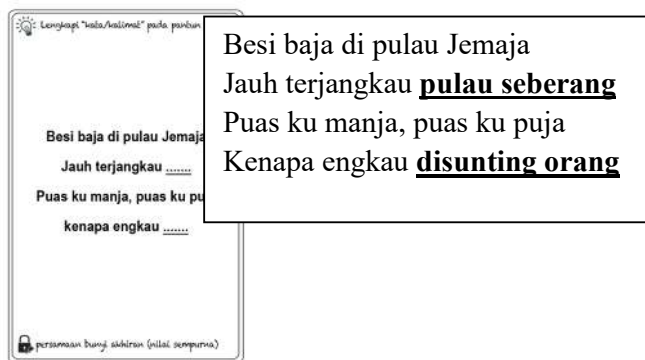 Lengkapi "kata/kalimat" pada pantun
Besi baja di pulau Jemaja
Jauh terjangkau .......
Puas ku manja, puas ku pu
kenapa engkau .......
persamaan bunyi akhiran (nilai sempurna)
Besi baja di pulau Jemaja
Jauh terjangkau pulau seberang
Puas ku manja, puas ku puja
Kenapa engkau disunting orang